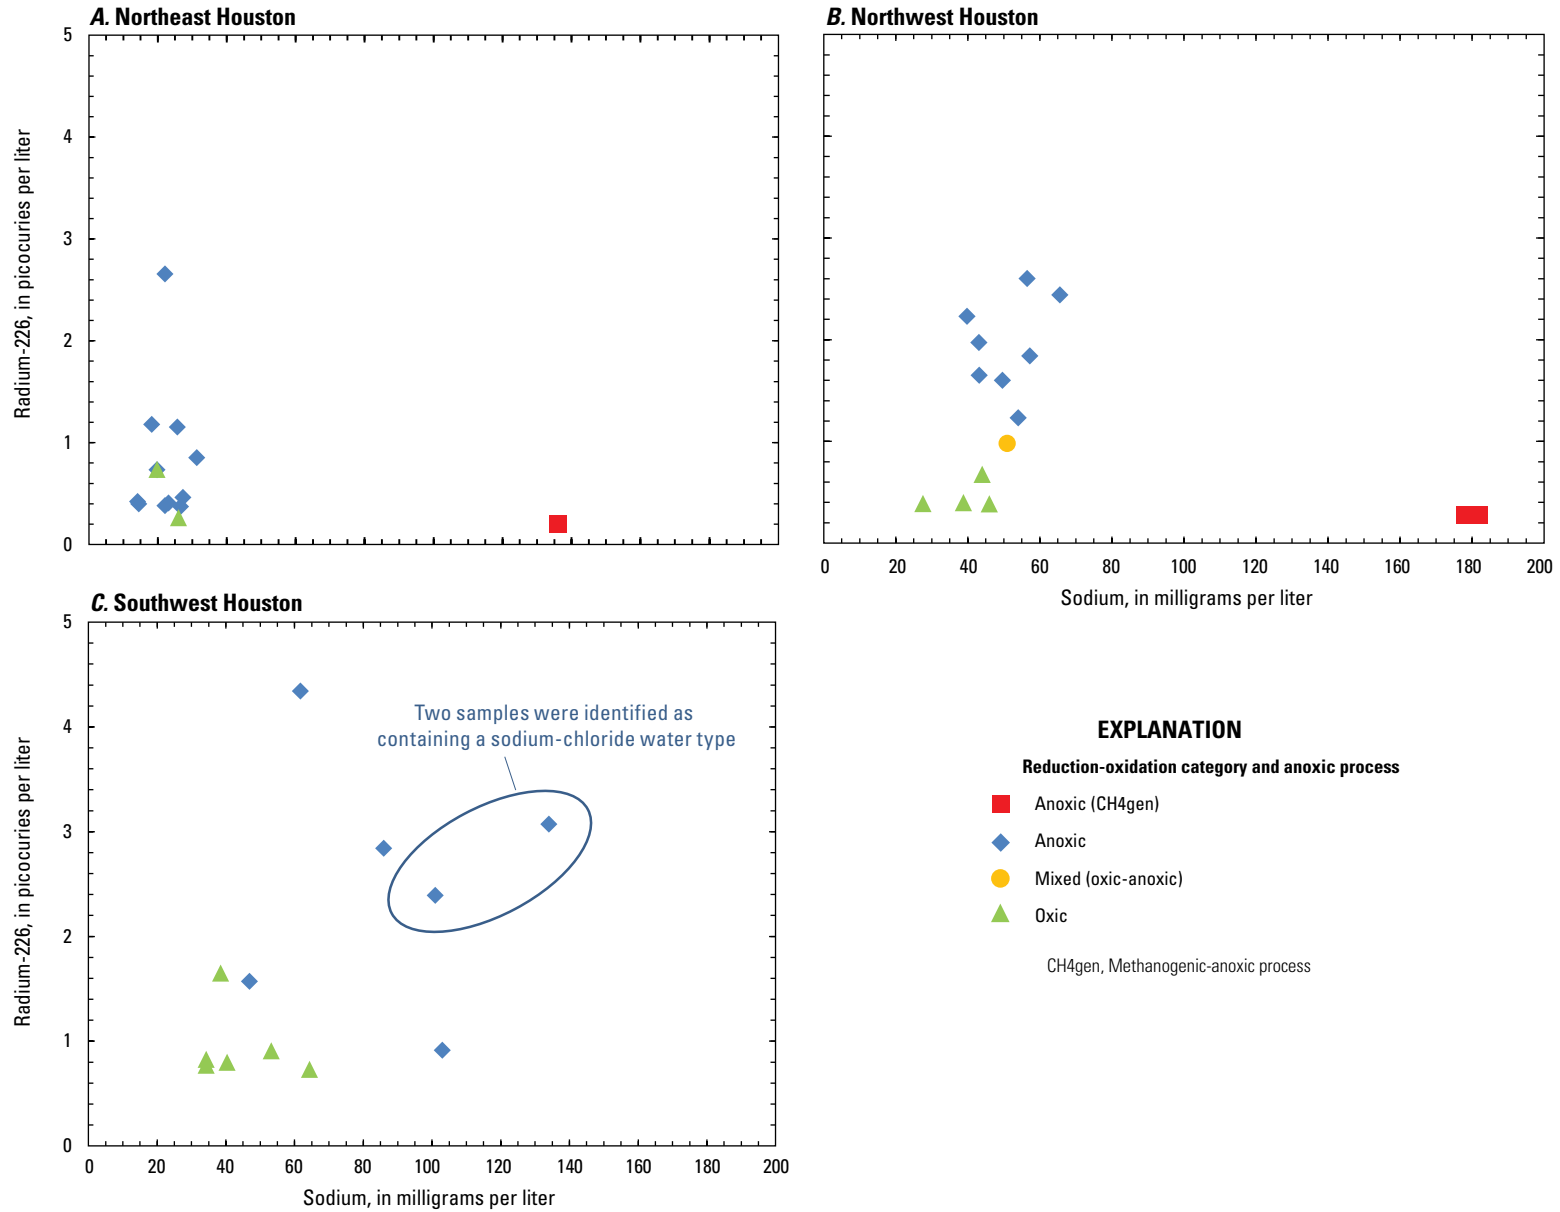 A. Northeast Houston
5
4
3
2
1
0
Radium-226, in picocuries per liter
B. Northwest Houston
0 20 40 60 80 100 120 140 160 180 200
Sodium, in milligrams per liter
C. Southwest Houston
5
4
3
2
1
0
Radium-226, in picocuries per liter
Two samples were identified as
containing a sodium-chloride water type
0 20 40 60 80 100 120 140 160 180 200
Sodium, in milligrams per liter
EXPLANATION
Reduction-oxidation category and anoxic process
Anoxic (CH4gen)
Anoxic
Mixed (oxic-anoxic)
Oxic
CH4gen, Methanogenic-anoxic process